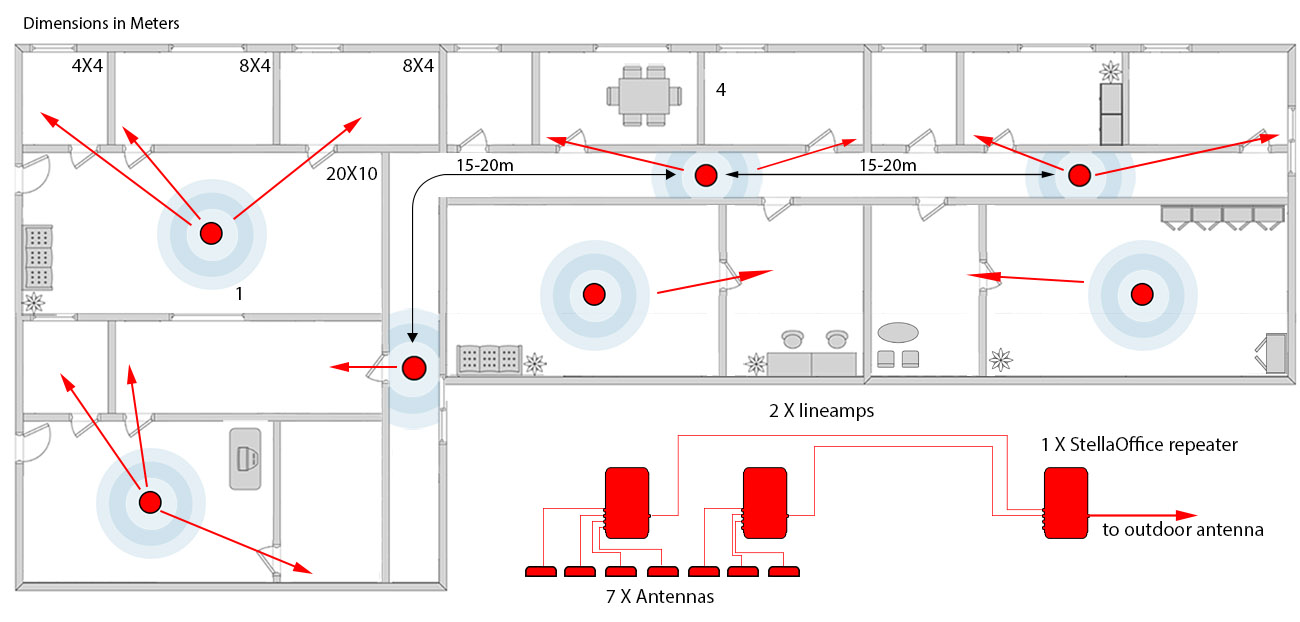 Dimensions in Meters
4X4
8X4
8X4
4
20X10
15-20m
15-20m
1
2 X lineamps
1 X StellaOffice repeater
to outdoor antenna
7 X Antennas